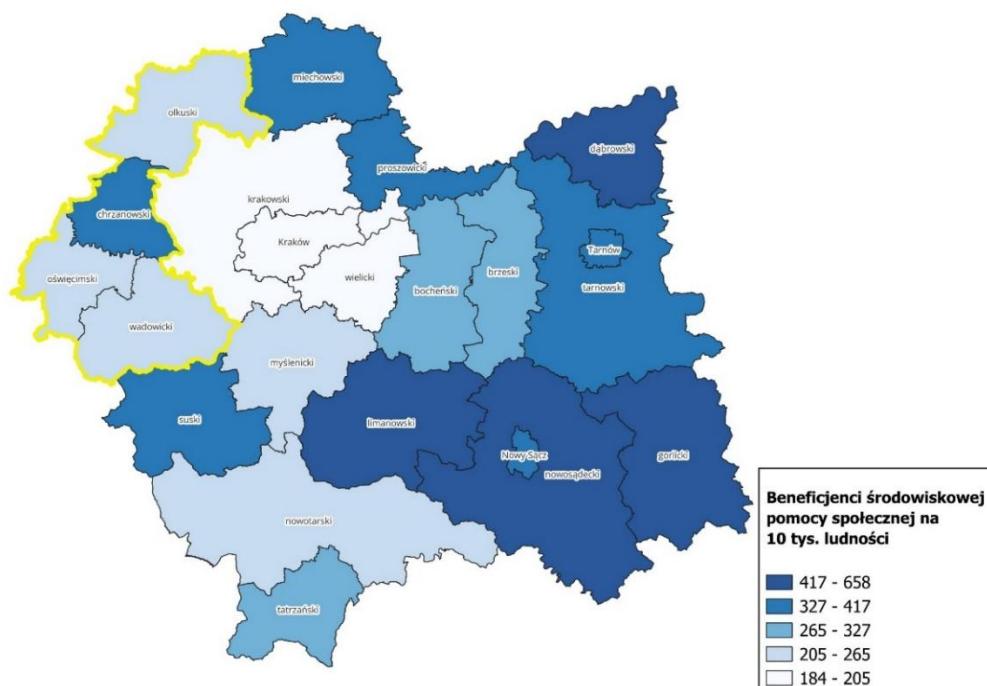 miechowski
olkuski
dąbrowski
proszowicki
krakowski
chrzanowski
Kraków
Tarnów
oświęcimski
wielicki
brzeski
bocheński
tarnowski
wadowicki
myślenicki
suski
limanowski
Nowy Sącz
gorlicki
nowosądecki
nowotarski
tatrzański
Beneficjenci środowiskowej
pomocy społecznej na
10 tys. ludności
417 - 658
327 - 417
265 - 327
205 - 265
184 - 205